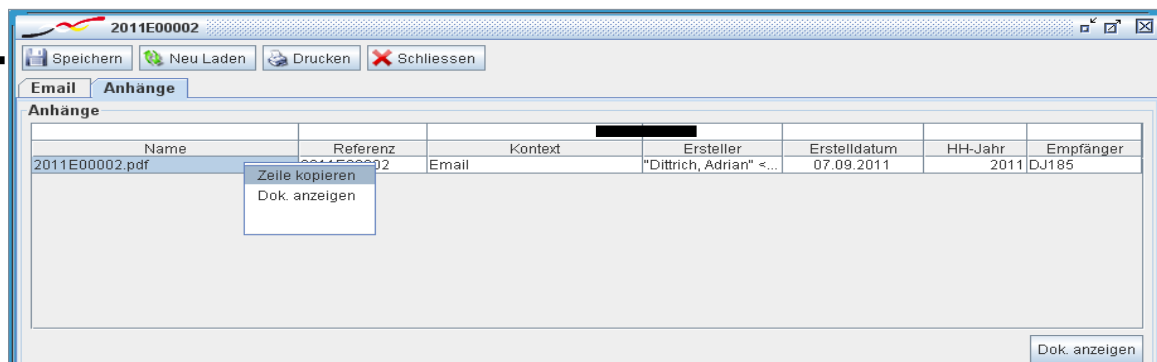 2011E00002
Speichern Neu Laden Drucken Schliessen
Email Anhänge
Anhänge
Name Referenz Kontext Ersteller Erstelldatum HH-Jahr Empfänger
2011E00002.pdf 2011E00002 Email "Dittrich, Adrian" <... 07.09.2011 2011 DJ185
Zeile kopieren
Dok. anzeigen
Dok. anzeigen